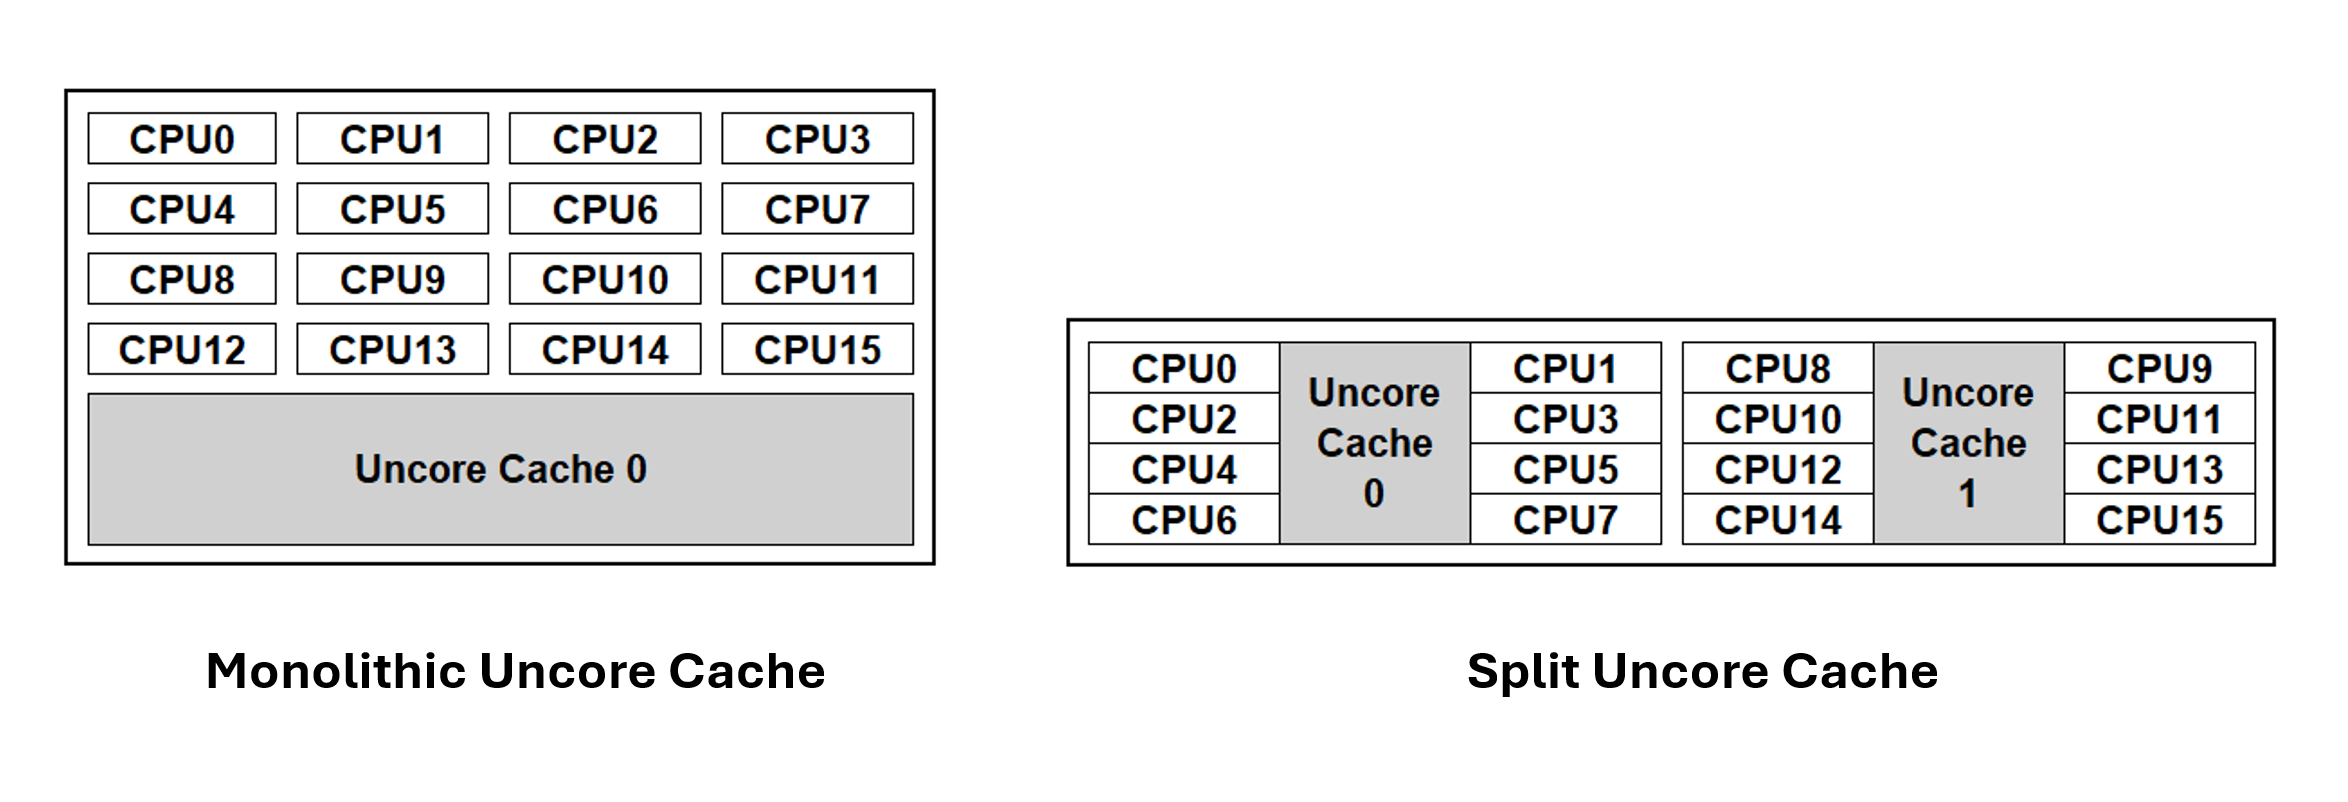 CPU0 CPU1 CPU2 CPU3
CPU4 CPU5 CPU6 CPU7
CPU8 CPU9 CPU10 CPU11
CPU12 CPU13 CPU14 CPU15
Uncore Cache 0
Monolithic Uncore Cache
CPU0
CPU2
CPU4
CPU6
Uncore
Cache
0
CPU1
CPU3
CPU5
CPU7
CPU8
CPU10
CPU12
CPU14
Uncore
Cache
1
CPU9
CPU11
CPU13
CPU15
Split Uncore Cache